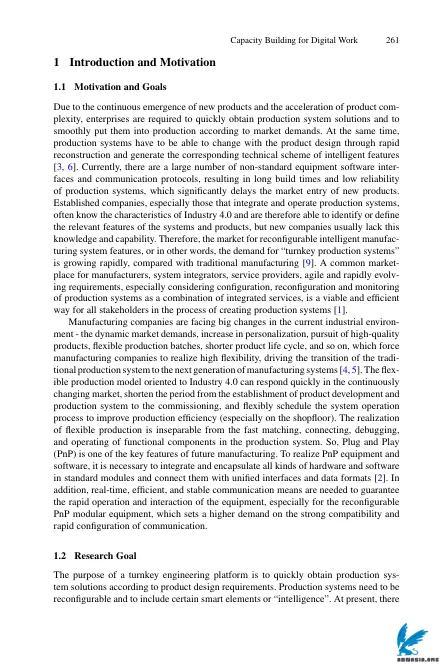 Capacity Building for Digital Work 261
1 Introduction and Motivation
1.1 Motivation and Goals
Due to the continuous emergence of new products and the acceleration of product com-
plexity, enterprises are required to quickly obtain production system solutions and to
smoothly put them into production according to market demands. At the same time,
production systems have to be able to change with the product design through rapid
reconstruction and generate the corresponding technical scheme of intelligent features
[3, 6]. Currently, there are a large number of non-standard equipment software inter-
faces and communication protocols, resulting in long build times and low reliability
of production systems, which significantly delays the market entry of new products.
Established companies, especially those that integrate and operate production systems,
often know the characteristics of Industry 4.0 and are therefore able to identify or define
the relevant features of the systems and products, but new companies usually lack this
knowledge and capability. Therefore, the market for reconfigurable intelligent manufac-
turing system features, or in other words, the demand for “turnkey production systems”
is growing rapidly, compared with traditional manufacturing [9]. A common market-
place for manufacturers, system integrators, service providers, agile and rapidly evolv-
ing requirements, especially considering configuration, reconfiguration and monitoring
of production systems as a combination of integrated services, is a viable and efficient
way for all stakeholders in the process of creating production systems [1].
Manufacturing companies are facing big changes in the current industrial environ-
ment - the dynamic market demands, increase in personalization, pursuit of high-quality
products, flexible production batches, shorter product life cycle, and so on, which force
manufacturing companies to realize high flexibility, driving the transition of the tradi-
tional production system to the next generation of manufacturing systems [4, 5]. The flex-
ible production model oriented to Industry 4.0 can respond quickly in the continuously
changing market, shorten the period from the establishment of product development and
production system to the commissioning, and flexibly schedule the system operation
process to improve production efficiency (especially on the shopfloor). The realization
of flexible production is inseparable from the fast matching, connecting, debugging,
and operating of functional components in the production system. So, Plug and Play
(PnP) is one of the key features of future manufacturing. To realize PnP equipment and
software, it is necessary to integrate and encapsulate all kinds of hardware and software
in standard modules and connect them with unified interfaces and data formats [2]. In
addition, real-time, efficient, and stable communication means are needed to guarantee
the rapid operation and interaction of the equipment, especially for the reconfigurable
PnP modular equipment, which sets a higher demand on the strong compatibility and
rapid configuration of communication.
1.2 Research Goal
The purpose of a turnkey engineering platform is to quickly obtain production sys-
tem solutions according to product design requirements. Production systems need to be
reconfigurable and to include certain smart elements or “intelligence”. At present, there